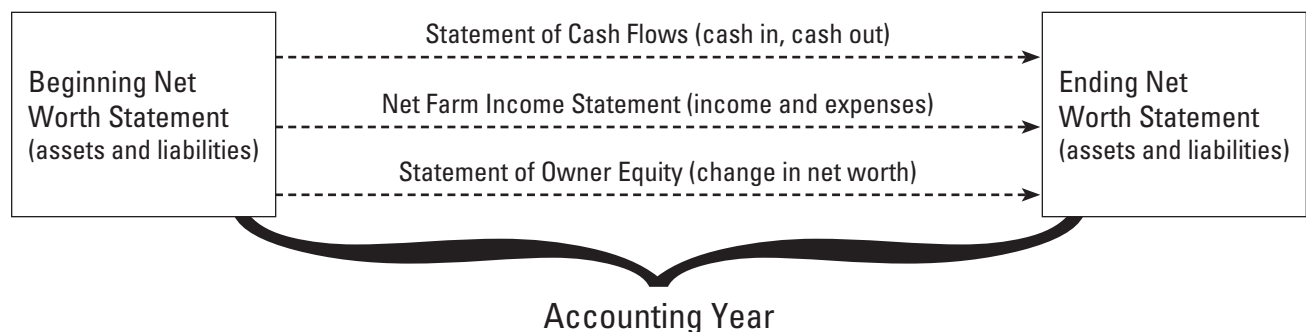 Statement of Cash Flows (cash in, cash out)
Beginning Net
Worth Statement
(assets and liabilities)
Net Farm Income Statement (income and expenses)
Ending Net
Worth Statement
(assets and liabilities)
Statement of Owner Equity (change in net worth)
Accounting Year